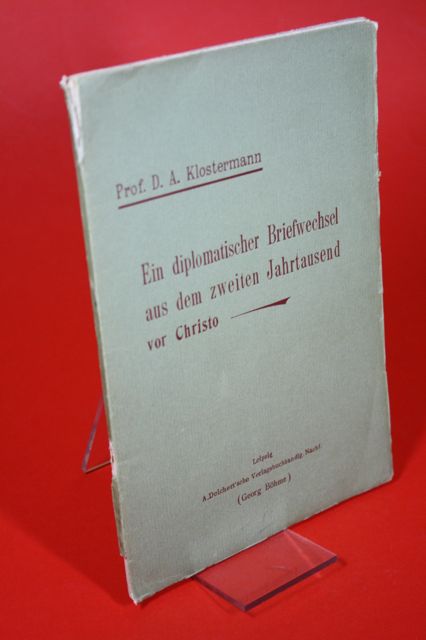 Prof. D. A. Klostermann
Ein diplomatischer Briefwechsel
aus dem zweiten Jahrtausend
vor Christo
Leipzig
A. Deichert'sche Verlagsbuchhandlg. Nachf.
(Georg Böhme)